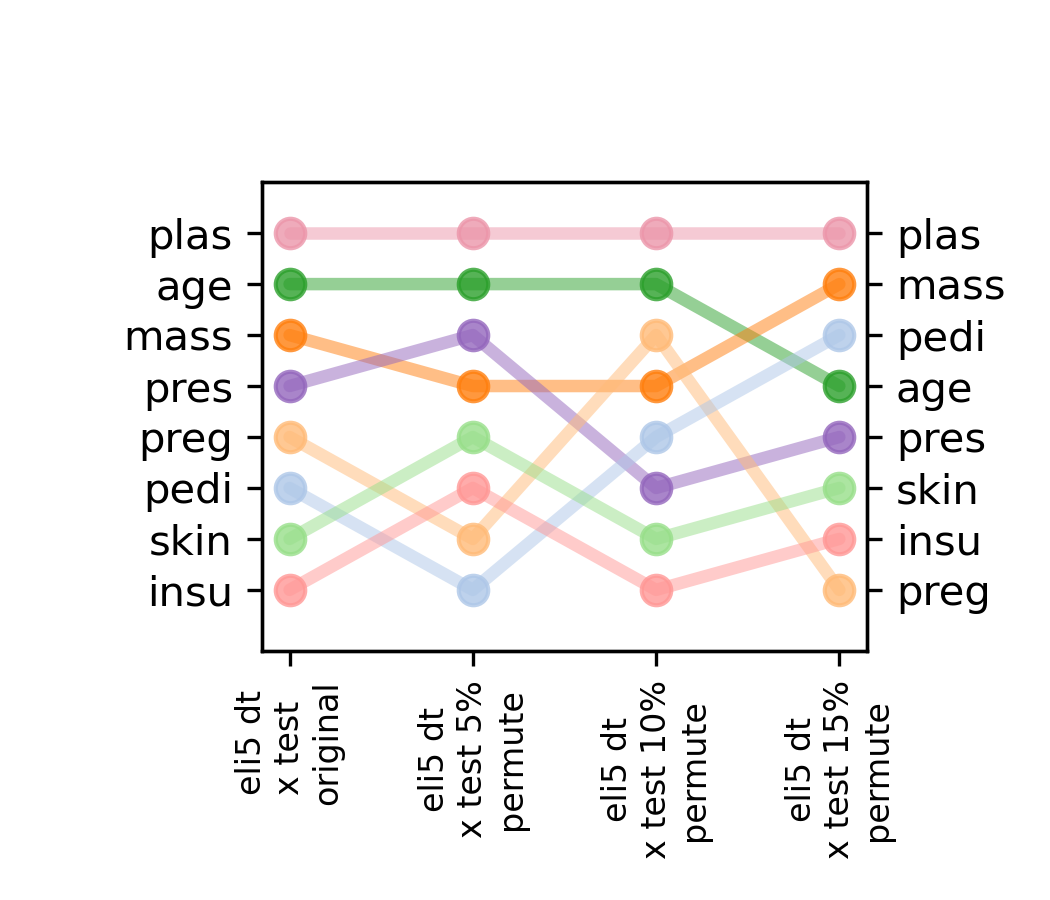 plas
age
mass
pres
preg
pedi
skin
insu
plas
mass
pedi
age
pres
skin
insu
preg
eli5 dt
x test
original
eli5 dt
x test 5%
permute
eli5 dt
x test 10%
permute
eli5 dt
x test 15%
permute